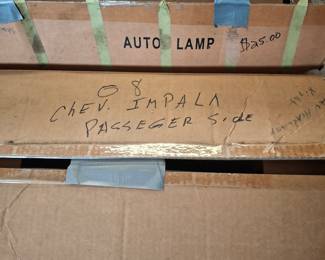 AUTO LAMP $25.00
08
CHEV. IMPALA
PASSEGER SidE